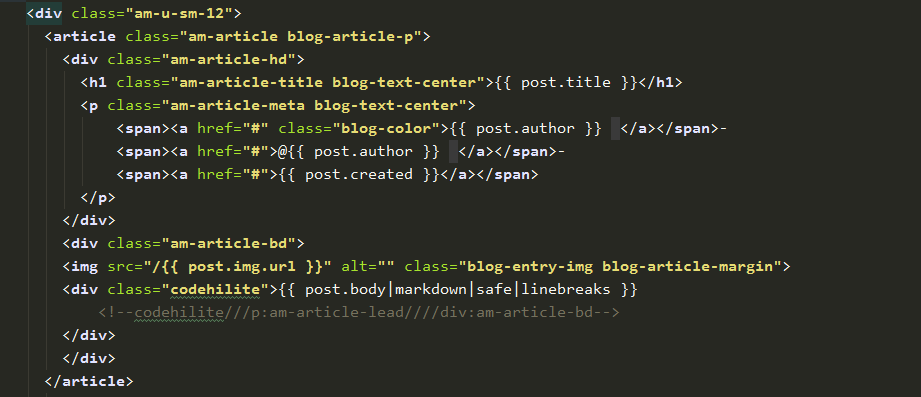 <div class="am-u-sm-12">
<article class="am-article blog-article-p">
<div class="am-article-hd">
<h1 class="am-article-title blog-text-center">{{ post.title }}</h1>
<p class="am-article-meta blog-text-center">
<span><a href="#" class="blog-color">{{ post.author }}  </a></span>-
<span><a href="#">@{{ post.author }}  </a></span>-
<span><a href="#">{{ post.created }}</a></span>
</p>
</div>
<div class="am-article-bd">
<img src="/{{ post.img.url }}" alt="" class="blog-entry-img blog-article-margin">
<div class="codehilite">{{ post.body|markdown|safe|linebreaks }}
<!--codehilite///p:am-article-lead////div:am-article-bd-->
</div>
</div>
</article>